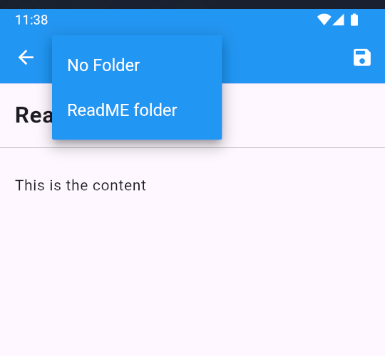 11:38
No Folder
ReadME folder
Rea
This is the content